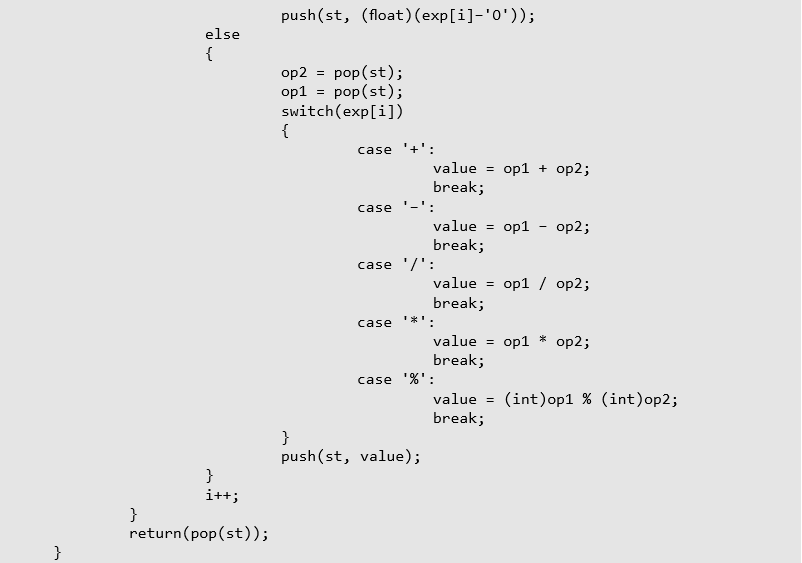 push(st, (float)(exp[i]–'0'));
else
{
op2 = pop(st);
op1 = pop(st);
switch(exp[i])
{
case '+':
value = op1 + op2;
break;
case '–':
value = op1 – op2;
break;
case '/':
value = op1 / op2;
break;
case '*':
value = op1 * op2;
break;
case '%':
value = (int)op1 % (int)op2;
break;
}
push(st, value);
}
i++;
}
return(pop(st));
}